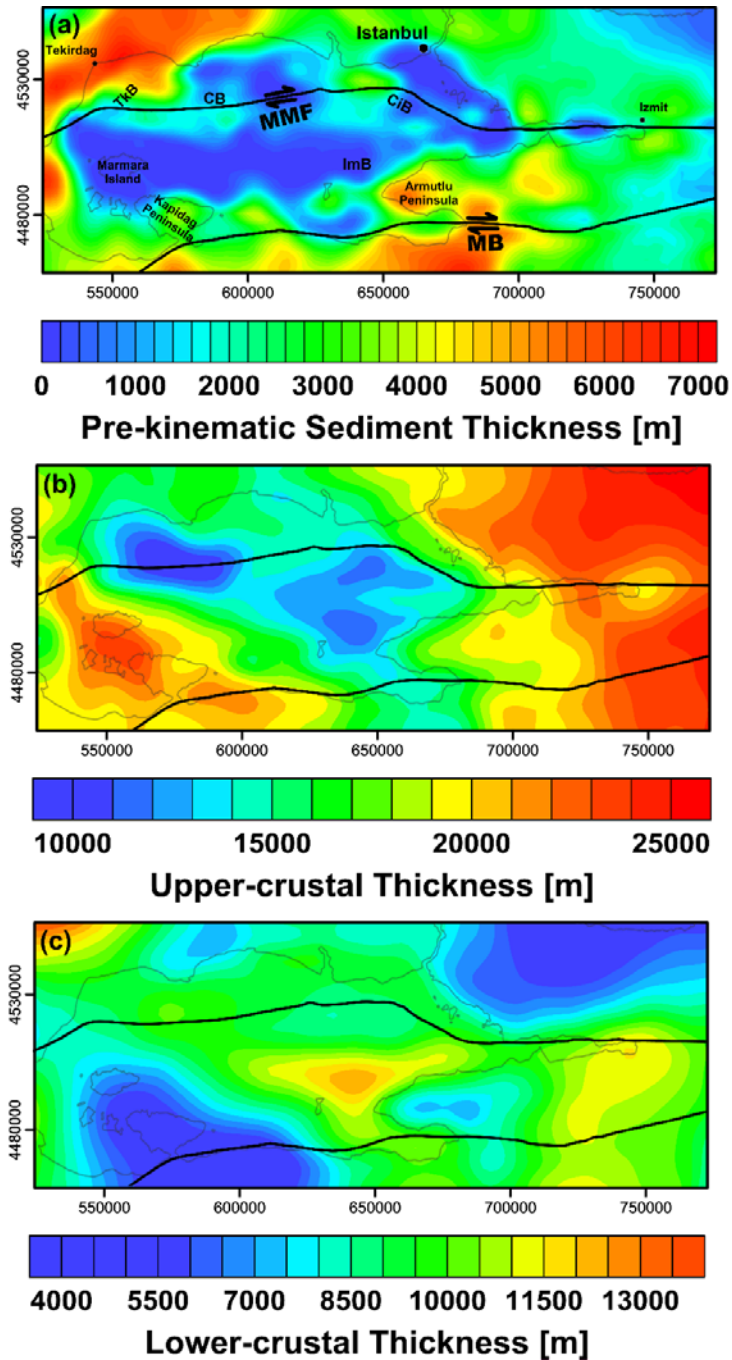 (a)
Istanbul
Tekirdag
4530000
TkB
CB
MMF
CiB
Izmit
Marmara
Island
ImB
Kapidag
Peninsula
Armutlu
Peninsula
MB
4480000
550000 600000 650000 700000 750000
0 1000 2000 3000 4000 5000 6000 7000
Pre-kinematic Sediment Thickness [m]
(b)
4530000
4480000
550000 600000 650000 700000 750000
10000 15000 20000 25000
Upper-crustal Thickness [m]
(c)
4530000
4480000
550000 600000 650000 700000 750000
4000 5500 7000 8500 10000 11500 13000
Lower-crustal Thickness [m]